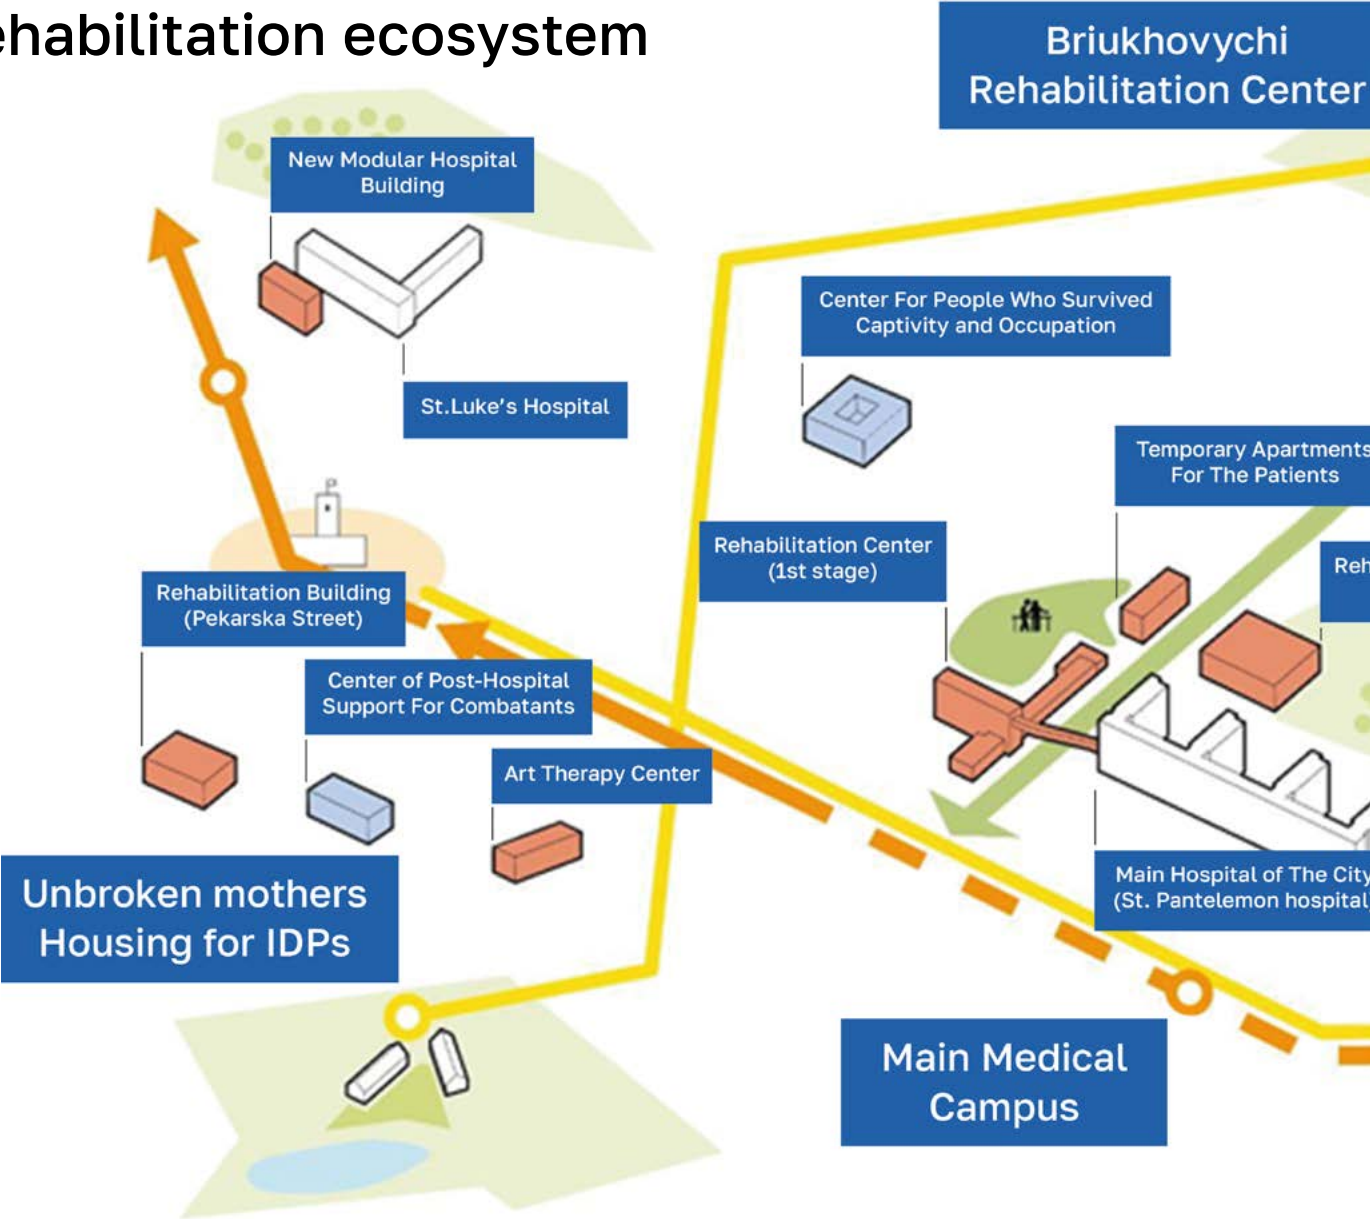 ehabilitation ecosystem
Briukhovychi
Rehabilitation Center
New Modular Hospital
Building
Center For People Who Survived
Captivity and Occupation
St.Luke's Hospital
Temporary Apartments
For The Patients
Rehabilitation Center
(1st stage)
Reh
Rehabilitation Building
(Pekarska Street)
Center of Post-Hospital
Support For Combatants
Art Therapy Center
Main Hospital of The City
(St. Pantelemon hospital
Unbroken mothers
Housing for IDPs
Main Medical
Campus